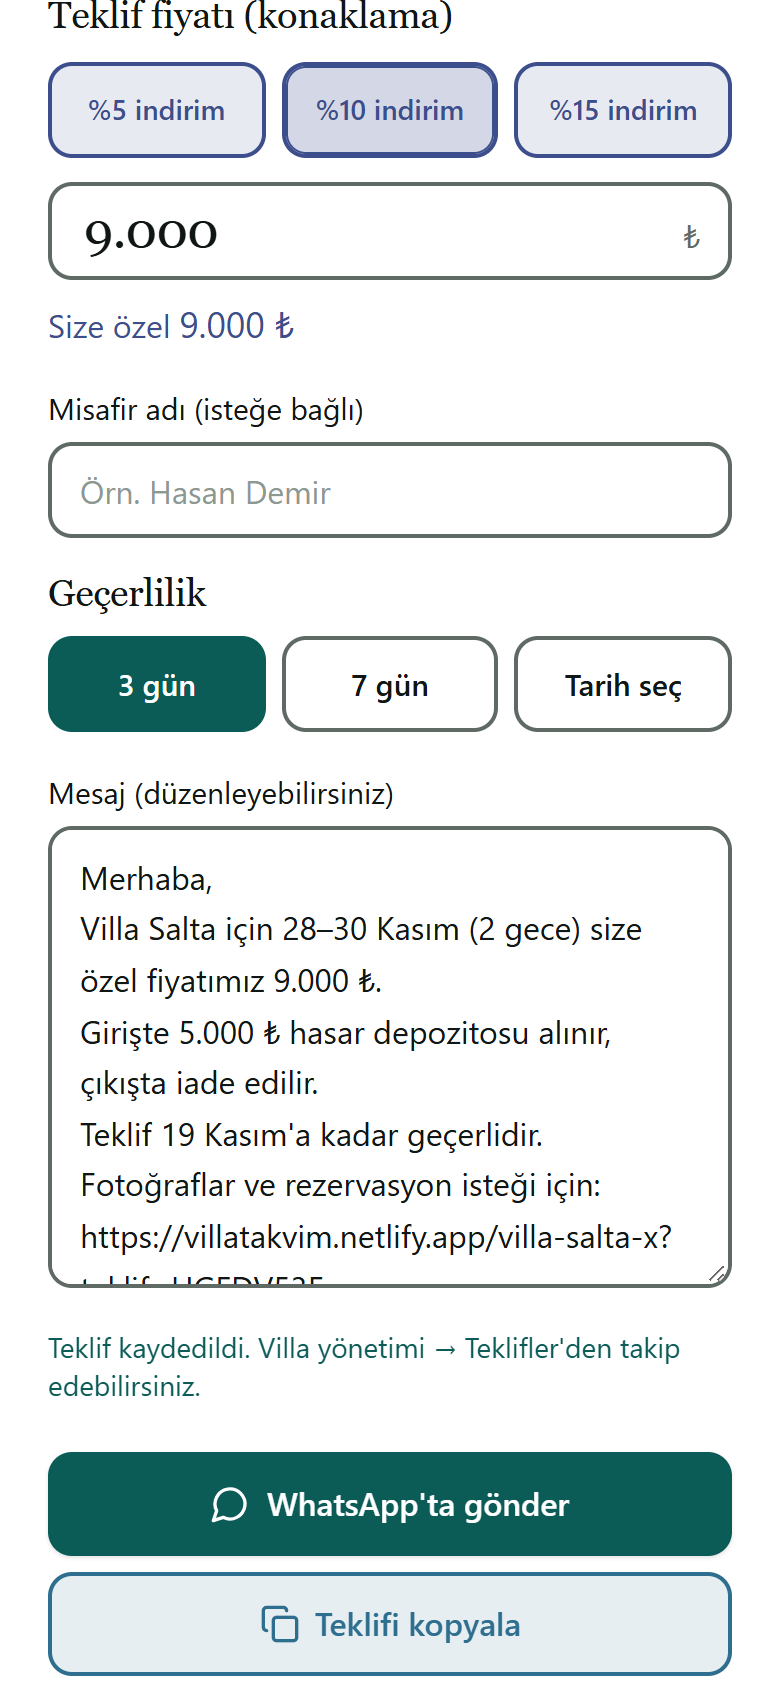 Teklif fiyatı (konaklama)
%5 indirim
%10 indirim
%15 indirim
9.000
₺
Size özel 9.000 ₺
Misafir adı (isteğe bağlı)
Örn. Hasan Demir
Geçerlilik
3 gün
7 gün
Tarih seç
Mesaj (düzenleyebilirsiniz)
Merhaba,
Villa Salta için 28–30 Kasım (2 gece) size
özel fiyatımız 9.000 ₺.
Girişte 5.000 ₺ hasar depozitosu alınır,
çıkışta iade edilir.
Teklif 19 Kasım'a kadar geçerlidir.
Fotoğraflar ve rezervasyon isteği için:
https://villatakvim.netlify.app/villa-salta-x?
Teklif kaydedildi. Villa yönetimi → Teklifler'den takip
edebilirsiniz.
WhatsApp'ta gönder
Teklifi kopyala